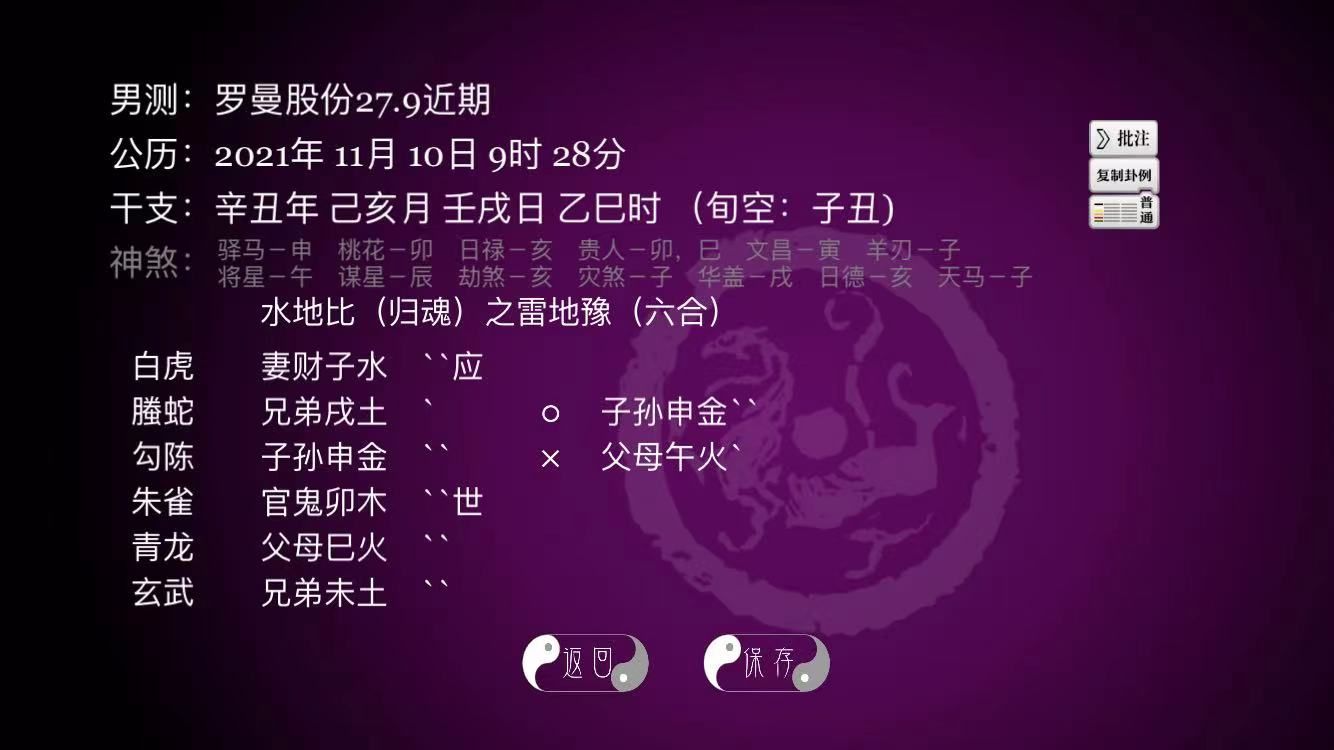 男测：罗曼股份27.9近期
公历：2021年 11月 10日 9时 28分
干支：辛丑年 己亥月 壬戌日 乙巳时 （旬空：子丑）
神煞：驿马－申 桃花－卯 日禄－亥 贵人－卯，巳 文昌－寅 羊刃－子
将星－午 谋星－辰 劫煞－亥 灾煞－子 华盖－戌 日德－亥 天马－子
水地比（归魂）之雷地豫（六合）
白虎 妻财子水 ``应
螣蛇 兄弟戌土 ` ○ 子孙申金``
勾陈 子孙申金 `` × 父母午火`
朱雀 官鬼卯木 ``世
青龙 父母巳火 ``
玄武 兄弟未土 ``
批注
复制卦例
普通
返回 保存